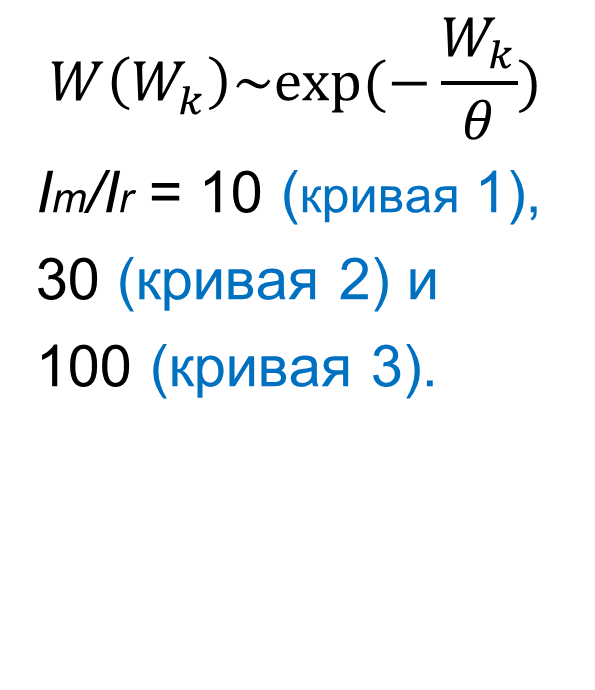 W(W_k)~exp(−W_k/θ)
Im/Ir = 10 (кривая 1),
30 (кривая 2) и
100 (кривая 3).